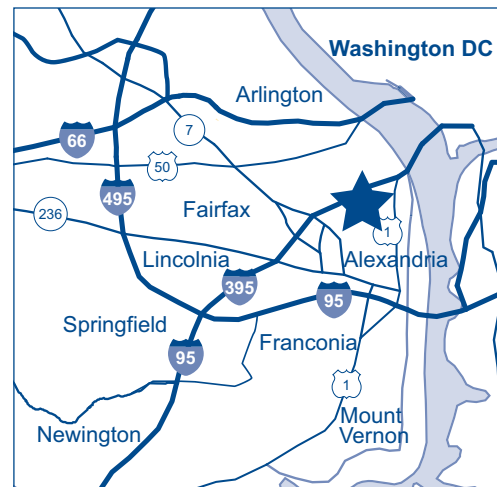 Washington DC
Arlington
7
66
50
495
236
Fairfax
1
Lincolnia
Alexandria
395
95
Springfield
Franconia
95
1
Mount
Vernon
Newington